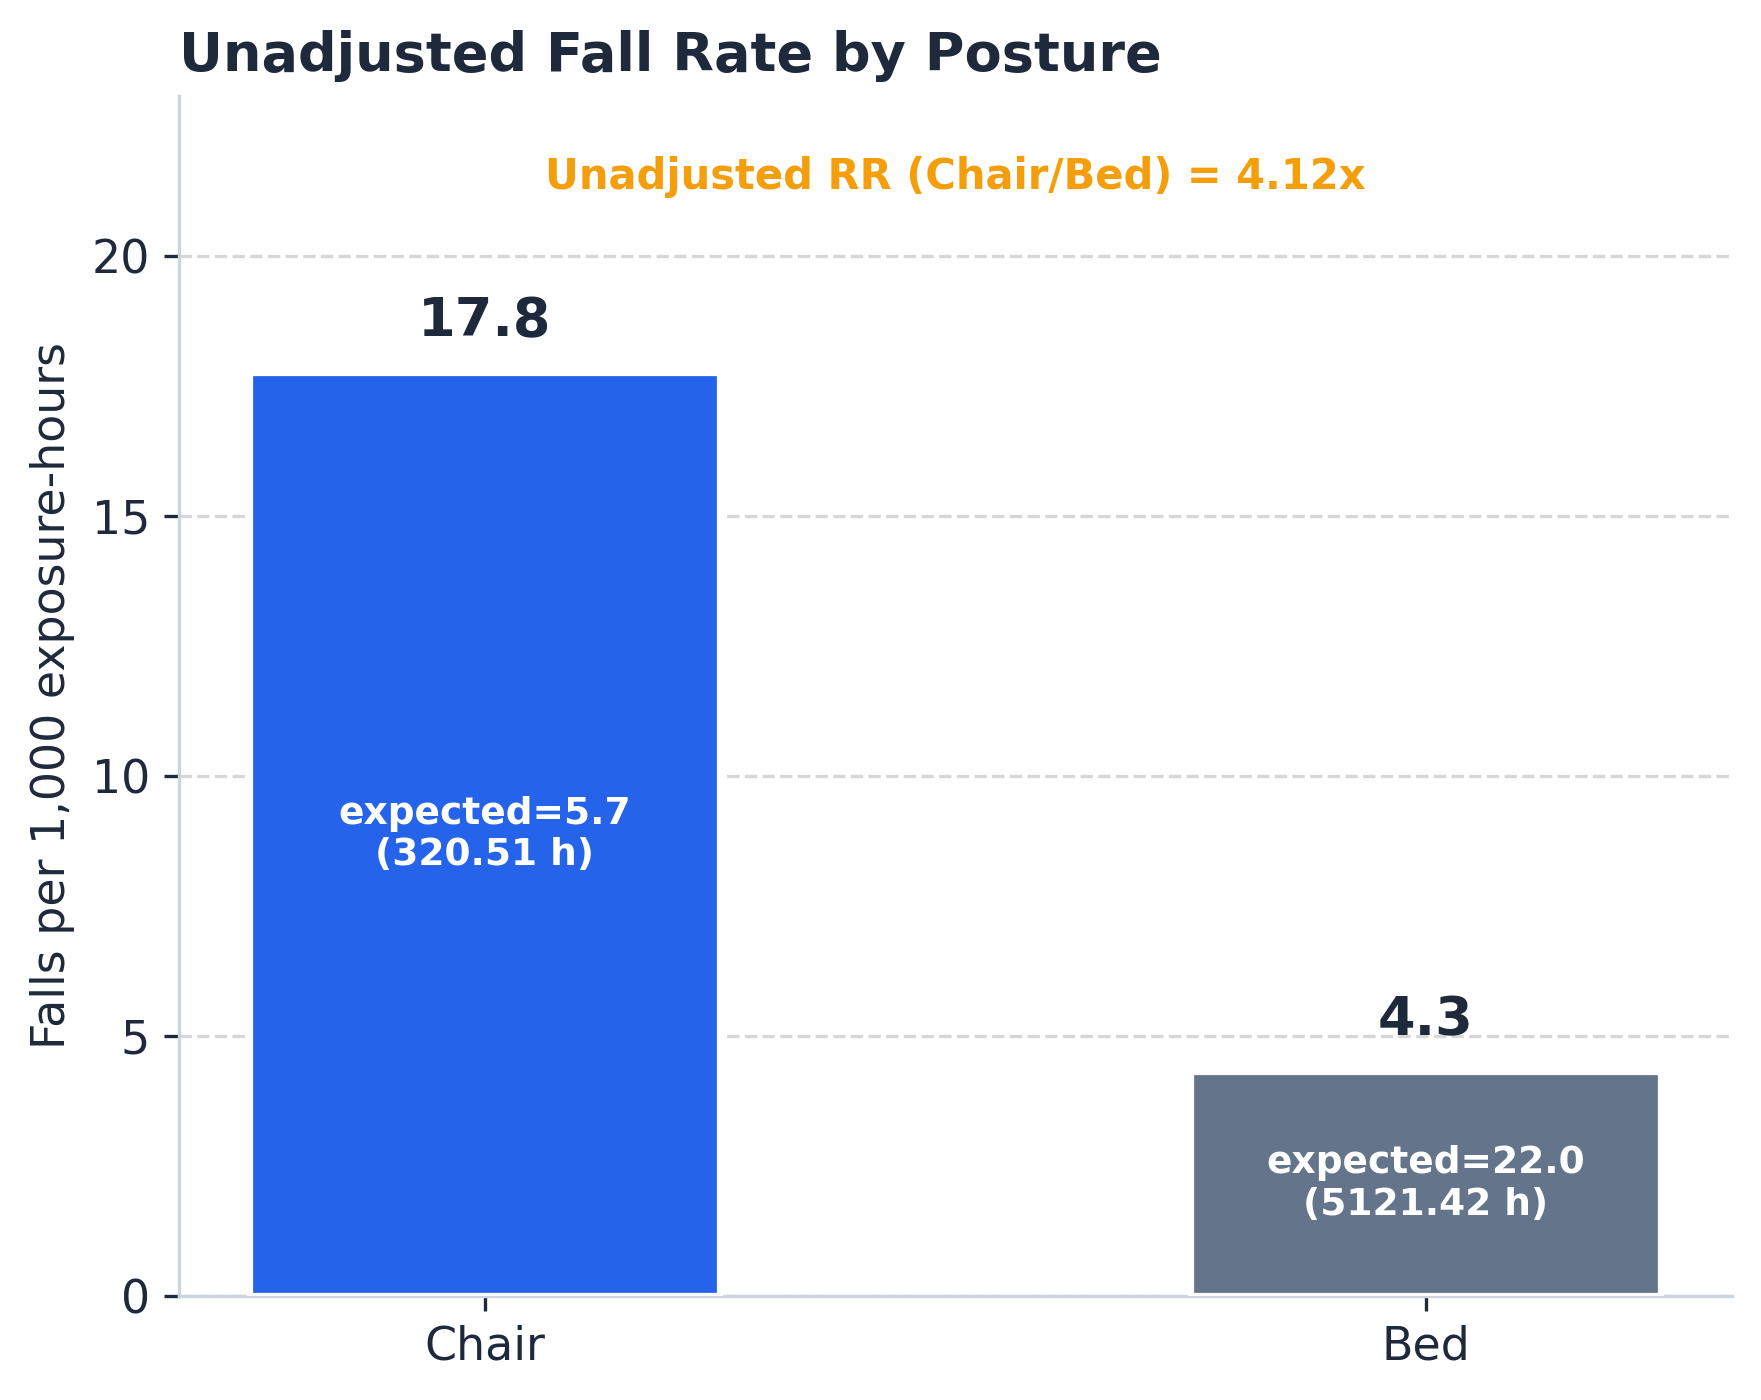 Unadjusted Fall Rate by Posture
Unadjusted RR (Chair/Bed) = 4.12x
Falls per 1,000 exposure-hours
20
15
10
5
0
17.8
expected=5.7
(320.51 h)
4.3
expected=22.0
(5121.42 h)
Chair
Bed